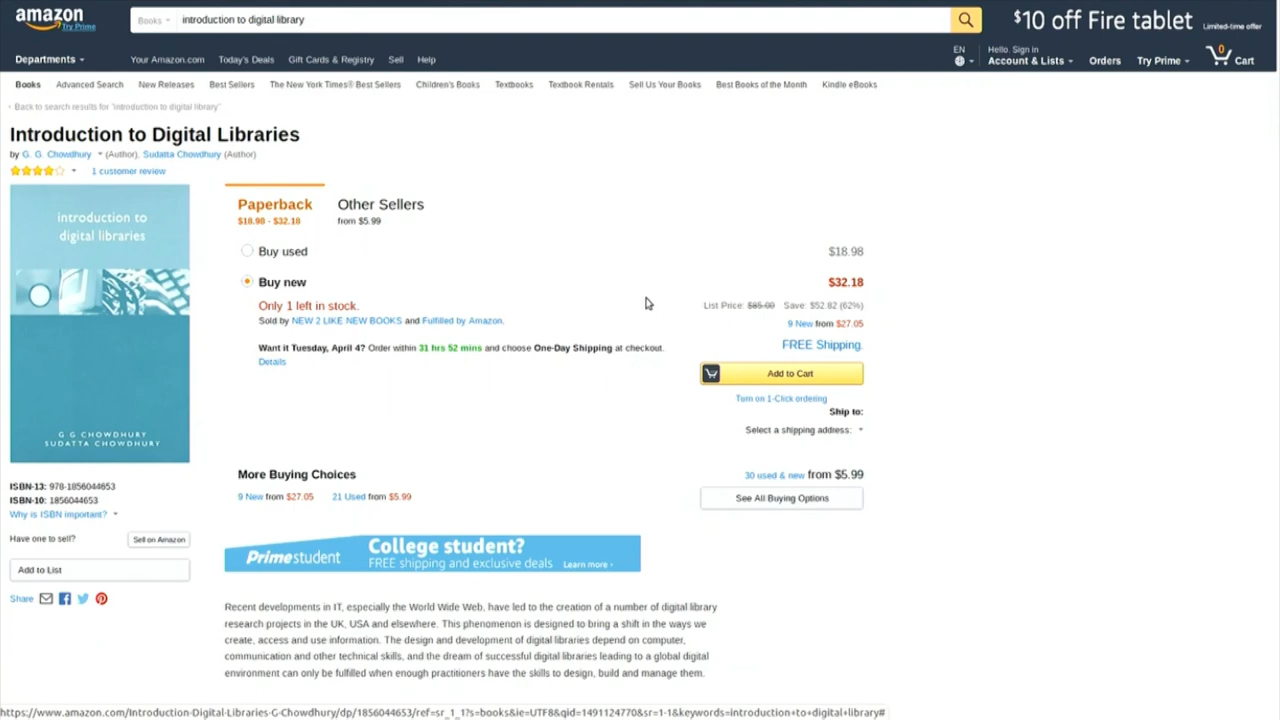 amazon
Try Prime
Books
introduction to digital library
$10 off Fire tablet Limited-time offer
Departments
Your Amazon.com Today's Deals Gift Cards & Registry Sell Help
EN
Hello. Sign in
Account & Lists
Orders
Try Prime
0
Cart
Books Advanced Search New Releases Best Sellers The New York Times® Best Sellers Children's Books Textbooks Textbook Rentals Sell Us Your Books Best Books of the Month Kindle eBooks
‹ Back to search results for "introduction to digital library"
Introduction to Digital Libraries
by G. G. Chowdhury (Author), Sudatta Chowdhury (Author)
1 customer review
introduction to
digital libraries
G G CHOWDHURY
SUDATTA CHOWDHURY
ISBN-13: 978-1856044653
ISBN-10: 1856044653
Why is ISBN important?
Have one to sell? Sell on Amazon
Add to List
Share
Paperback
$18.98 - $32.18
Other Sellers
from $5.99
Buy used $18.98
Buy new $32.18
Only 1 left in stock.
Sold by NEW 2 LIKE NEW BOOKS and Fulfilled by Amazon.
Want it Tuesday, April 4? Order within 31 hrs 52 mins and choose One-Day Shipping at checkout.
Details
List Price: $85.00 Save: $52.82 (62%)
9 New from $27.05
FREE Shipping.
Add to Cart
Turn on 1-Click ordering
Ship to:
Select a shipping address:
More Buying Choices
9 New from $27.05 21 Used from $5.99
30 used & new from $5.99
See All Buying Options
Prime student
College student?
FREE shipping and exclusive deals Learn more ›
Recent developments in IT, especially the World Wide Web, have led to the creation of a number of digital library
research projects in the UK, USA and elsewhere. This phenomenon is designed to bring a shift in the ways we
create, access and use information. The design and development of digital libraries depend on computer,
communication and other technical skills, and the dream of successful digital libraries leading to a global digital
environment can only be fulfilled when enough practitioners have the skills to design, build and manage them.
https://www.amazon.com/Introduction-Digital-Libraries-G-Chowdhury/dp/1856044653/ref=sr_1_1?s=books&ie=UTF8&qid=1491124770&sr=1-1&keywords=introduction+to+digital+library#